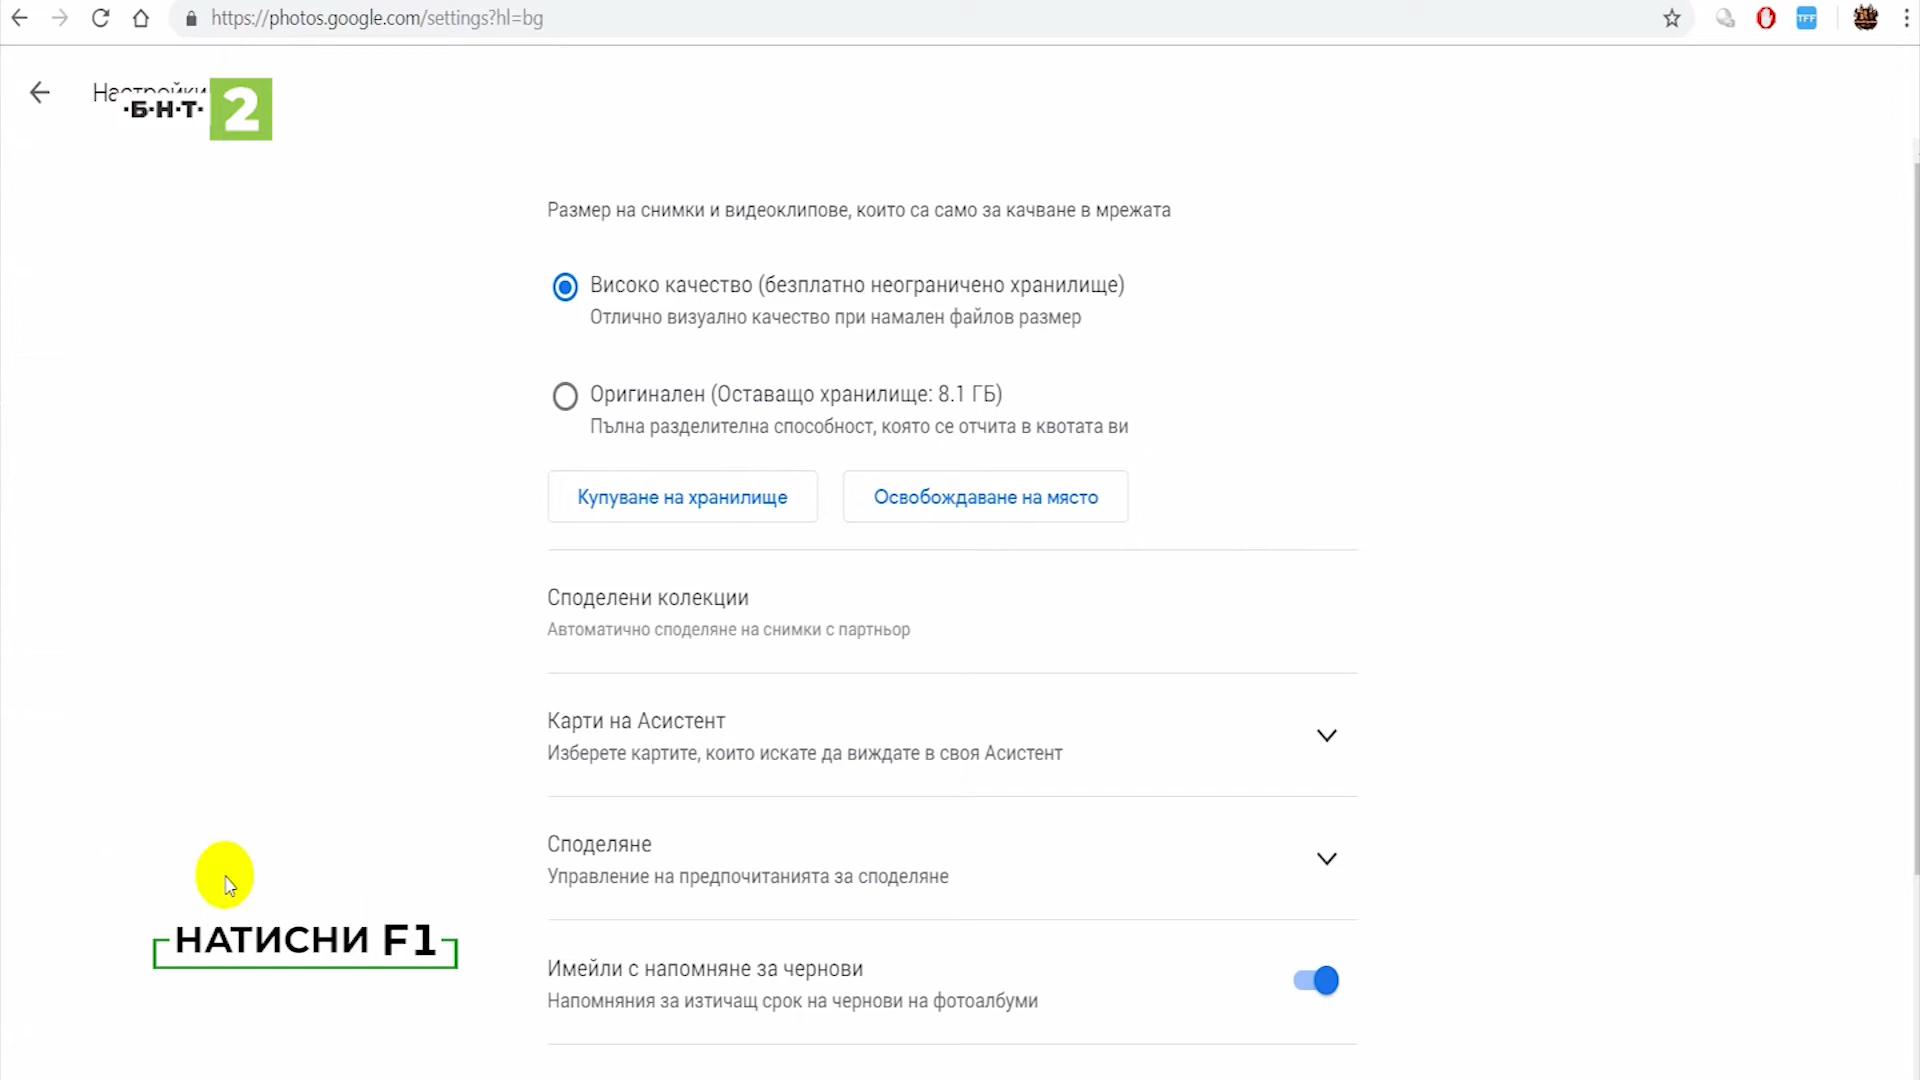 https://photos.google.com/settings?hl=bg
TFF
Настройки
·Б·Н·Т· 2
Размер на снимки и видеоклипове, които са само за качване в мрежата
Високо качество (безплатно неограничено хранилище)
Отлично визуално качество при намален файлов размер
Оригинален (Оставащо хранилище: 8.1 ГБ)
Пълна разделителна способност, която се отчита в квотата ви
Купуване на хранилище
Освобождаване на място
Споделени колекции
Автоматично споделяне на снимки с партньор
Карти на Асистент
Изберете картите, които искате да виждате в своя Асистент
Споделяне
Управление на предпочитанията за споделяне
НАТИСНИ F1
Имейли с напомняне за чернови
Напомняния за изтичащ срок на чернови на фотоалбуми